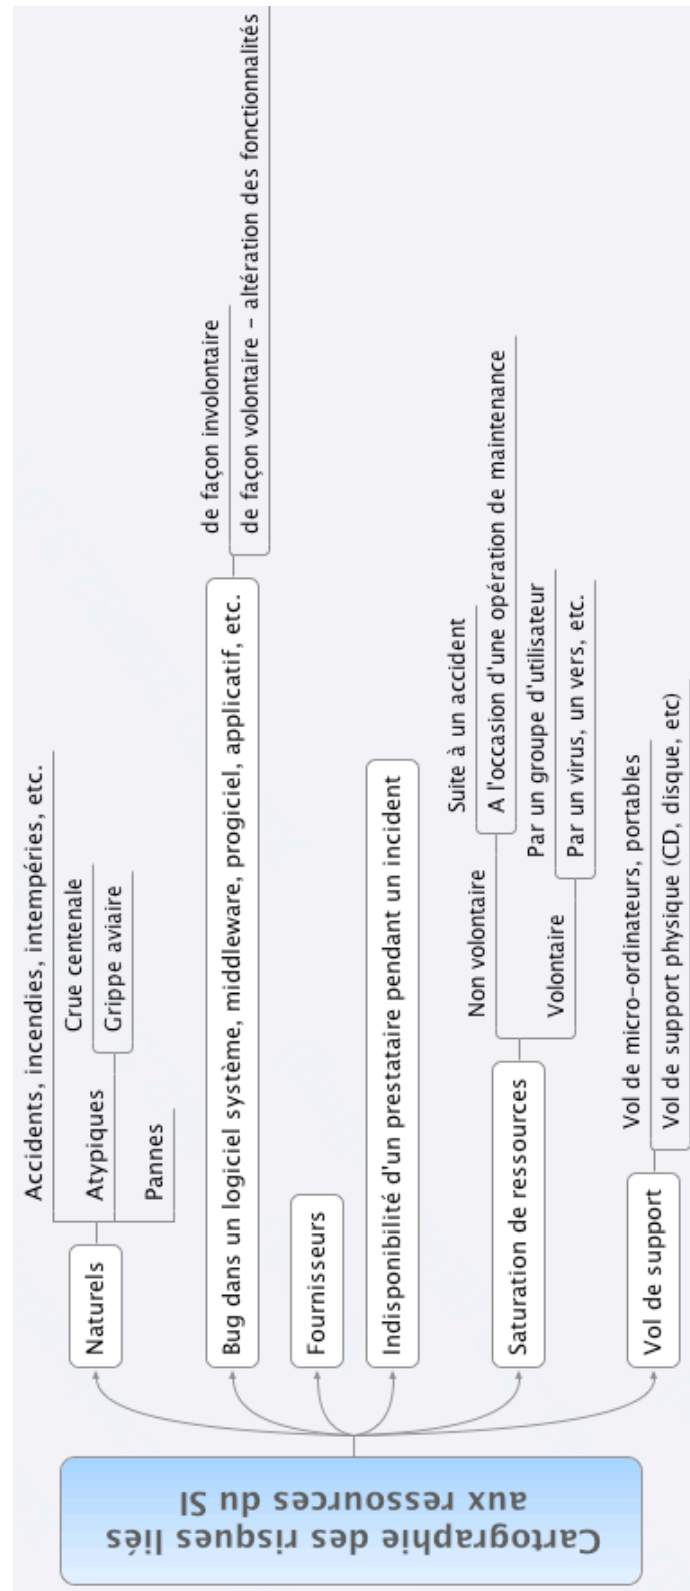 Cartographie des risques liés
aux ressources du SI
Naturels
Accidents, incendies, intempéries, etc.
Atypiques
Crue centenale
Grippe aviaire
Pannes
Bug dans un logiciel système, middleware, progiciel, applicatif, etc.
de façon involontaire
de façon volontaire - altération des fonctionnalités
Fournisseurs
Indisponibilité d'un prestataire pendant un incident
Saturation de ressources
Non volontaire
Suite à un accident
A l'occasion d'une opération de maintenance
Volontaire
Par un groupe d'utilisateur
Par un virus, un vers, etc.
Vol de support
Vol de micro-ordinateurs, portables
Vol de support physique (CD, disque, etc)